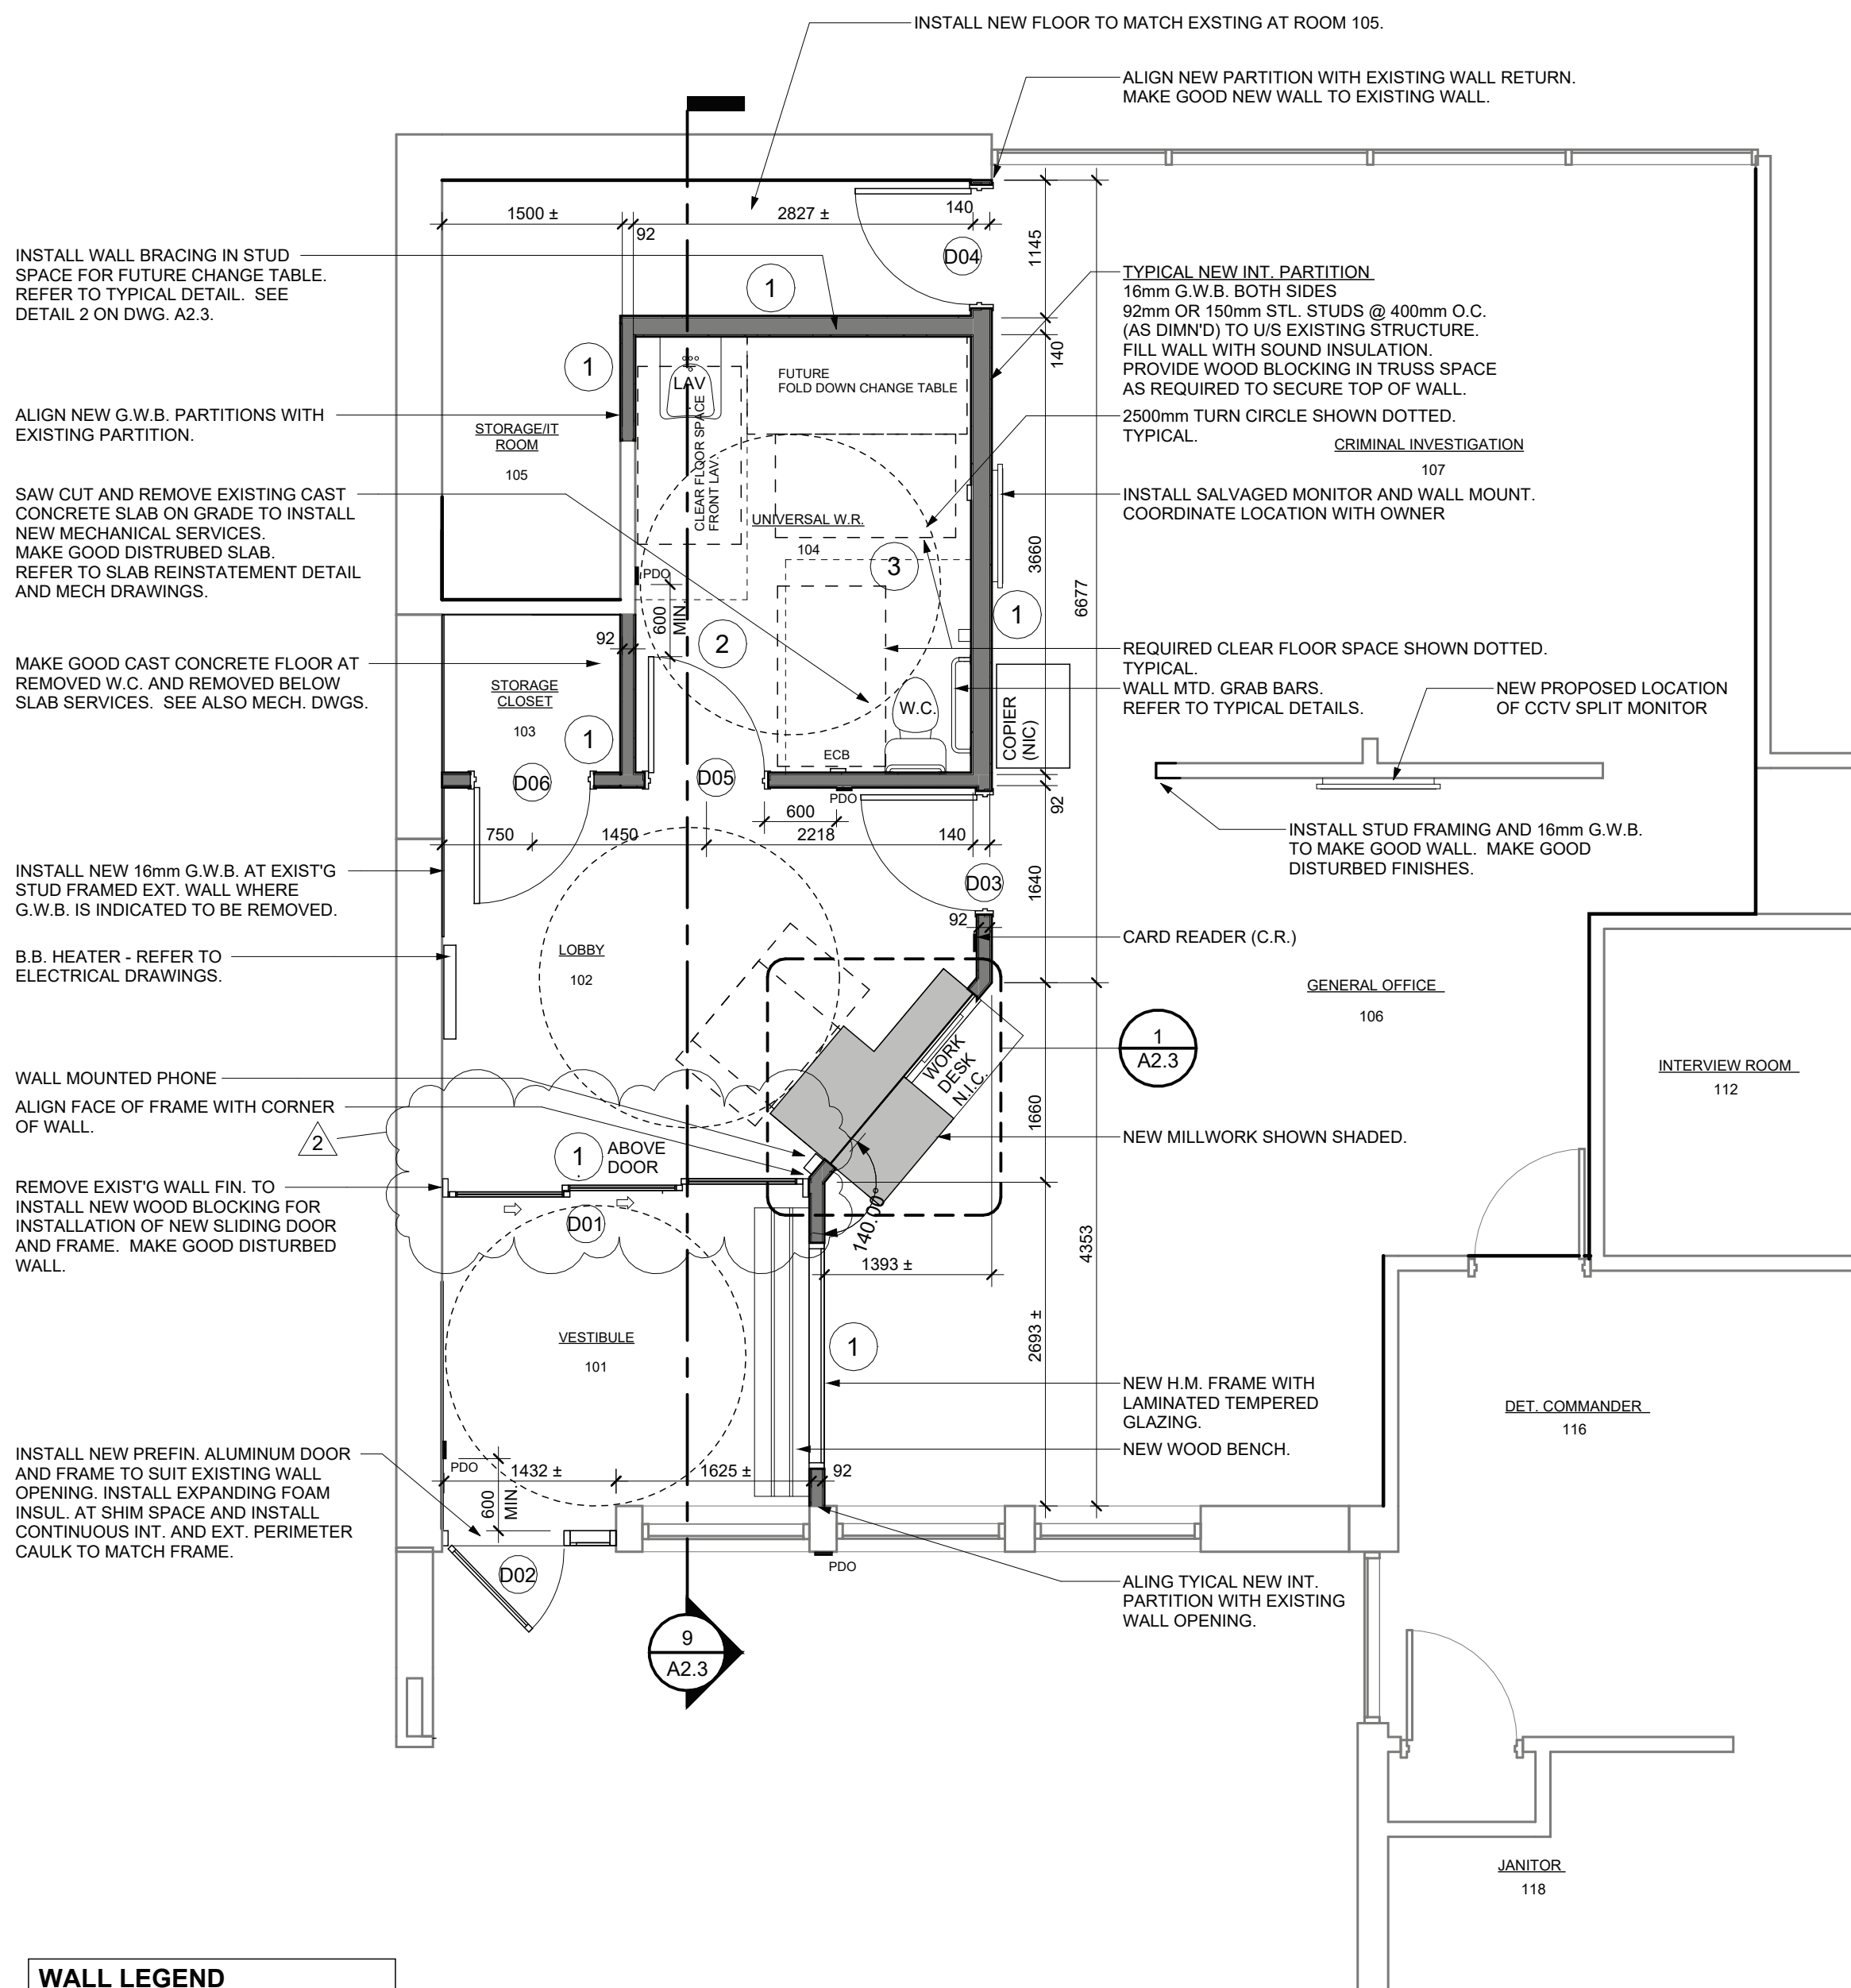 INSTALL NEW FLOOR TO MATCH EXSTING AT ROOM 105.
ALIGN NEW PARTITION WITH EXISTING WALL RETURN.
MAKE GOOD NEW WALL TO EXISTING WALL.
1500 ±
92
2827 ±
140
D04
1145
140
INSTALL WALL BRACING IN STUD
SPACE FOR FUTURE CHANGE TABLE.
REFER TO TYPICAL DETAIL. SEE
DETAIL 2 ON DWG. A2.3.
1
1
TYPICAL NEW INT. PARTITION
16mm G.W.B. BOTH SIDES
92mm OR 150mm STL. STUDS @ 400mm O.C.
(AS DIMN'D) TO U/S EXISTING STRUCTURE.
FILL WALL WITH SOUND INSULATION.
PROVIDE WOOD BLOCKING IN TRUSS SPACE
AS REQUIRED TO SECURE TOP OF WALL.
LAV
FUTURE
FOLD DOWN CHANGE TABLE
CLEAR FLOOR SPACE
FRONT LAV.
ALIGN NEW G.W.B. PARTITIONS WITH
EXISTING PARTITION.
STORAGE/IT
ROOM
105
2500mm TURN CIRCLE SHOWN DOTTED.
TYPICAL.
CRIMINAL INVESTIGATION
107
SAW CUT AND REMOVE EXISTING CAST
CONCRETE SLAB ON GRADE TO INSTALL
NEW MECHANICAL SERVICES.
MAKE GOOD DISTRUBED SLAB.
REFER TO SLAB REINSTATEMENT DETAIL
AND MECH DRAWINGS.
UNIVERSAL W.R.
104
3
INSTALL SALVAGED MONITOR AND WALL MOUNT.
COORDINATE LOCATION WITH OWNER
3660
6677
PDO
600
MIN.
92
2
1
MAKE GOOD CAST CONCRETE FLOOR AT
REMOVED W.C. AND REMOVED BELOW
SLAB SERVICES. SEE ALSO MECH. DWGS.
STORAGE
CLOSET
103
1
REQUIRED CLEAR FLOOR SPACE SHOWN DOTTED.
TYPICAL.
WALL MTD. GRAB BARS.
REFER TO TYPICAL DETAILS.
NEW PROPOSED LOCATION
OF CCTV SPLIT MONITOR
W.C.
COPIER
(NIC)
ECB
D06
D05
PDO
600
92
750
1450
2218
140
INSTALL STUD FRAMING AND 16mm G.W.B.
TO MAKE GOOD WALL. MAKE GOOD
DISTURBED FINISHES.
INSTALL NEW 16mm G.W.B. AT EXIST'G
STUD FRAMED EXT. WALL WHERE
G.W.B. IS INDICATED TO BE REMOVED.
D03
1640
92
CARD READER (C.R.)
B.B. HEATER - REFER TO
ELECTRICAL DRAWINGS.
LOBBY
102
GENERAL OFFICE
106
1
A2.3
WORK
DESK
N.I.C.
INTERVIEW ROOM
112
WALL MOUNTED PHONE
ALIGN FACE OF FRAME WITH CORNER
OF WALL.
2
1660
NEW MILLWORK SHOWN SHADED.
1
ABOVE
DOOR
REMOVE EXIST'G WALL FIN. TO
INSTALL NEW WOOD BLOCKING FOR
INSTALLATION OF NEW SLIDING DOOR
AND FRAME. MAKE GOOD DISTURBED
WALL.
D01
140.00
1393 ±
4353
VESTIBULE
101
1
2693 ±
NEW H.M. FRAME WITH
LAMINATED TEMPERED
GLAZING.
NEW WOOD BENCH.
DET. COMMANDER
116
INSTALL NEW PREFIN. ALUMINUM DOOR
AND FRAME TO SUIT EXISTING WALL
OPENING. INSTALL EXPANDING FOAM
INSUL. AT SHIM SPACE AND INSTALL
CONTINUOUS INT. AND EXT. PERIMETER
CAULK TO MATCH FRAME.
PDO
1432 ±
1625 ±
92
600
MIN.
D02
PDO
ALING TYICAL NEW INT.
PARTITION WITH EXISTING
WALL OPENING.
9
A2.3
JANITOR
118
WALL LEGEND